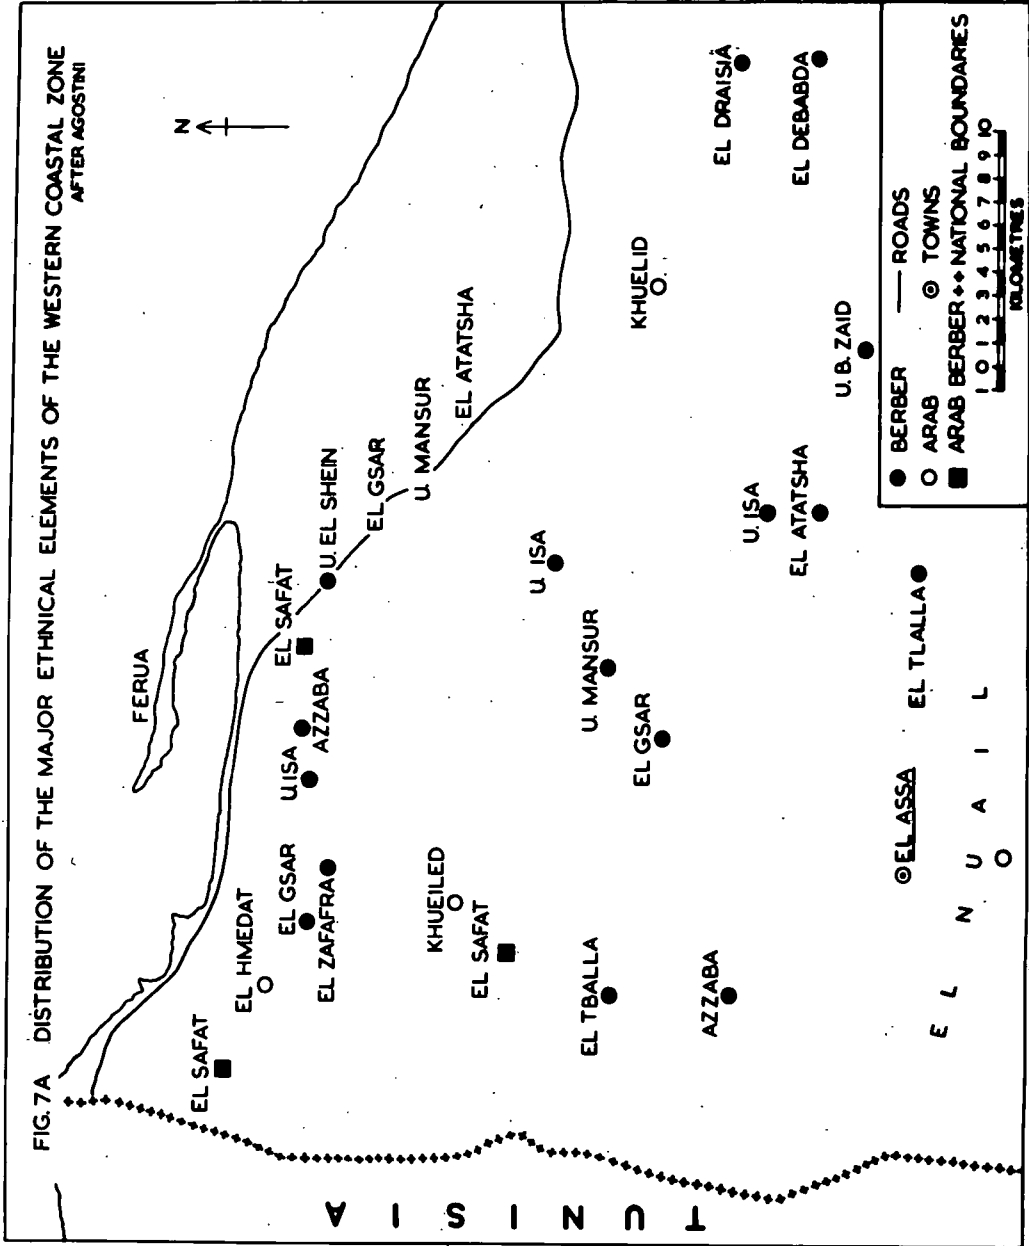 FIG. 7A DISTRIBUTION OF THE MAJOR ETHNICAL ELEMENTS OF THE WESTERN COASTAL ZONE
AFTER AGOSTINI
N
FERUA
EL SAFAT
EL HMEDAT
EL GSAR
EL ZAFAFRA
U.ISA
AZZABA
EL SAFAT
U. EL SHEIN
EL GSAR
U. MANSUR
EL ATATSHA
KHUEILED
EL SAFAT
EL TBALLA
AZZABA
U. ISA
U. MANSUR
EL GSAR
KHUELID
EL DRAISIA
EL DEBABDA
U. ISA
EL ATATSHA
U. B. ZAID
EL TLALLA
EL ASSA
EL NUAIL
TUNISIA
BERBER
ROADS
ARAB
TOWNS
ARAB BERBER
NATIONAL BOUNDARIES
1 0 1 2 3 4 5 6 7 8 9 10
KILOMETRES